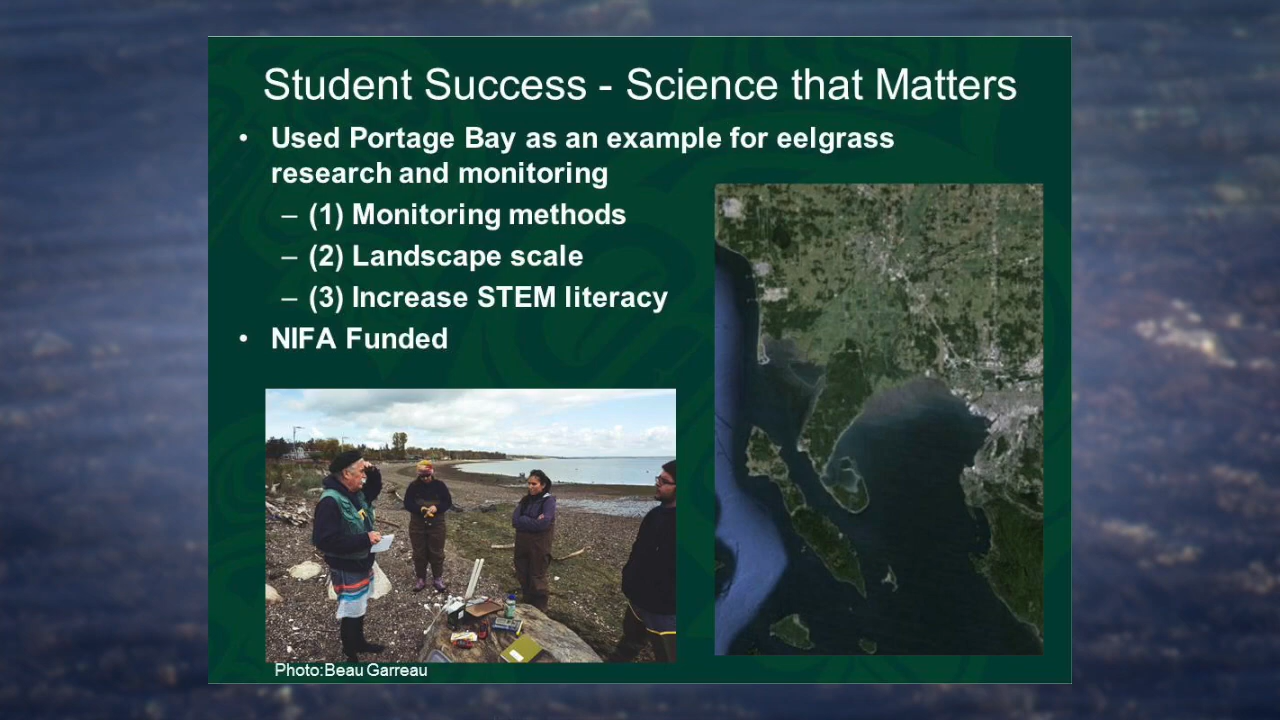 Student Success - Science that Matters
• Used Portage Bay as an example for eelgrass
research and monitoring
– (1) Monitoring methods
– (2) Landscape scale
– (3) Increase STEM literacy
• NIFA Funded
Photo:Beau Garreau